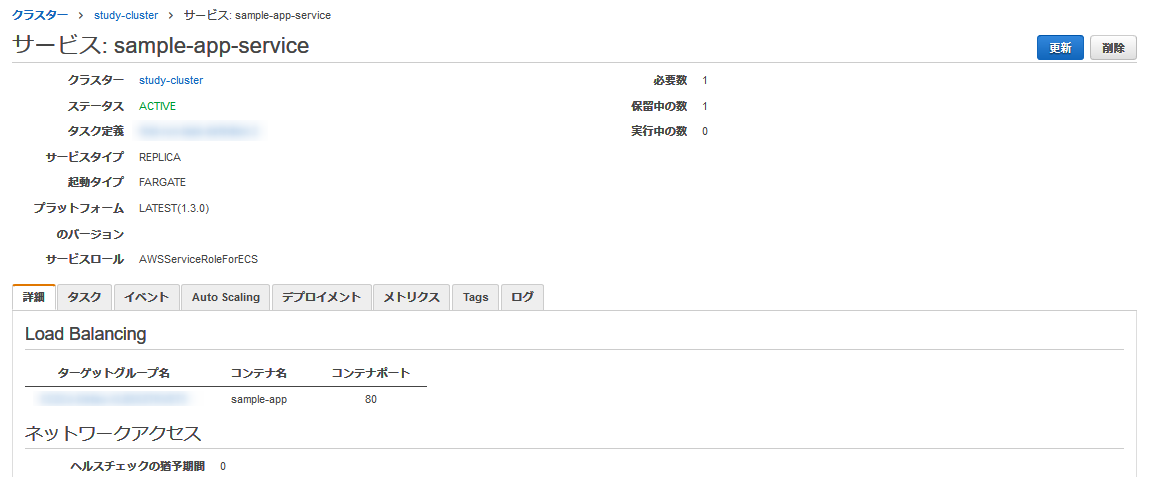 クラスター > study-cluster > サービス: sample-app-service
サービス: sample-app-service
更新 削除
クラスター study-cluster 必要数 1
ステータス ACTIVE 保留中の数 1
タスク定義 実行中の数 0
サービスタイプ REPLICA
起動タイプ FARGATE
プラットフォーム LATEST(1.3.0)
のバージョン
サービスロール AWSServiceRoleForECS
詳細 タスク イベント Auto Scaling デプロイメント メトリクス Tags ログ
Load Balancing
ターゲットグループ名 コンテナ名 コンテナポート
sample-app 80
ネットワークアクセス
ヘルスチェックの猶予期間 0